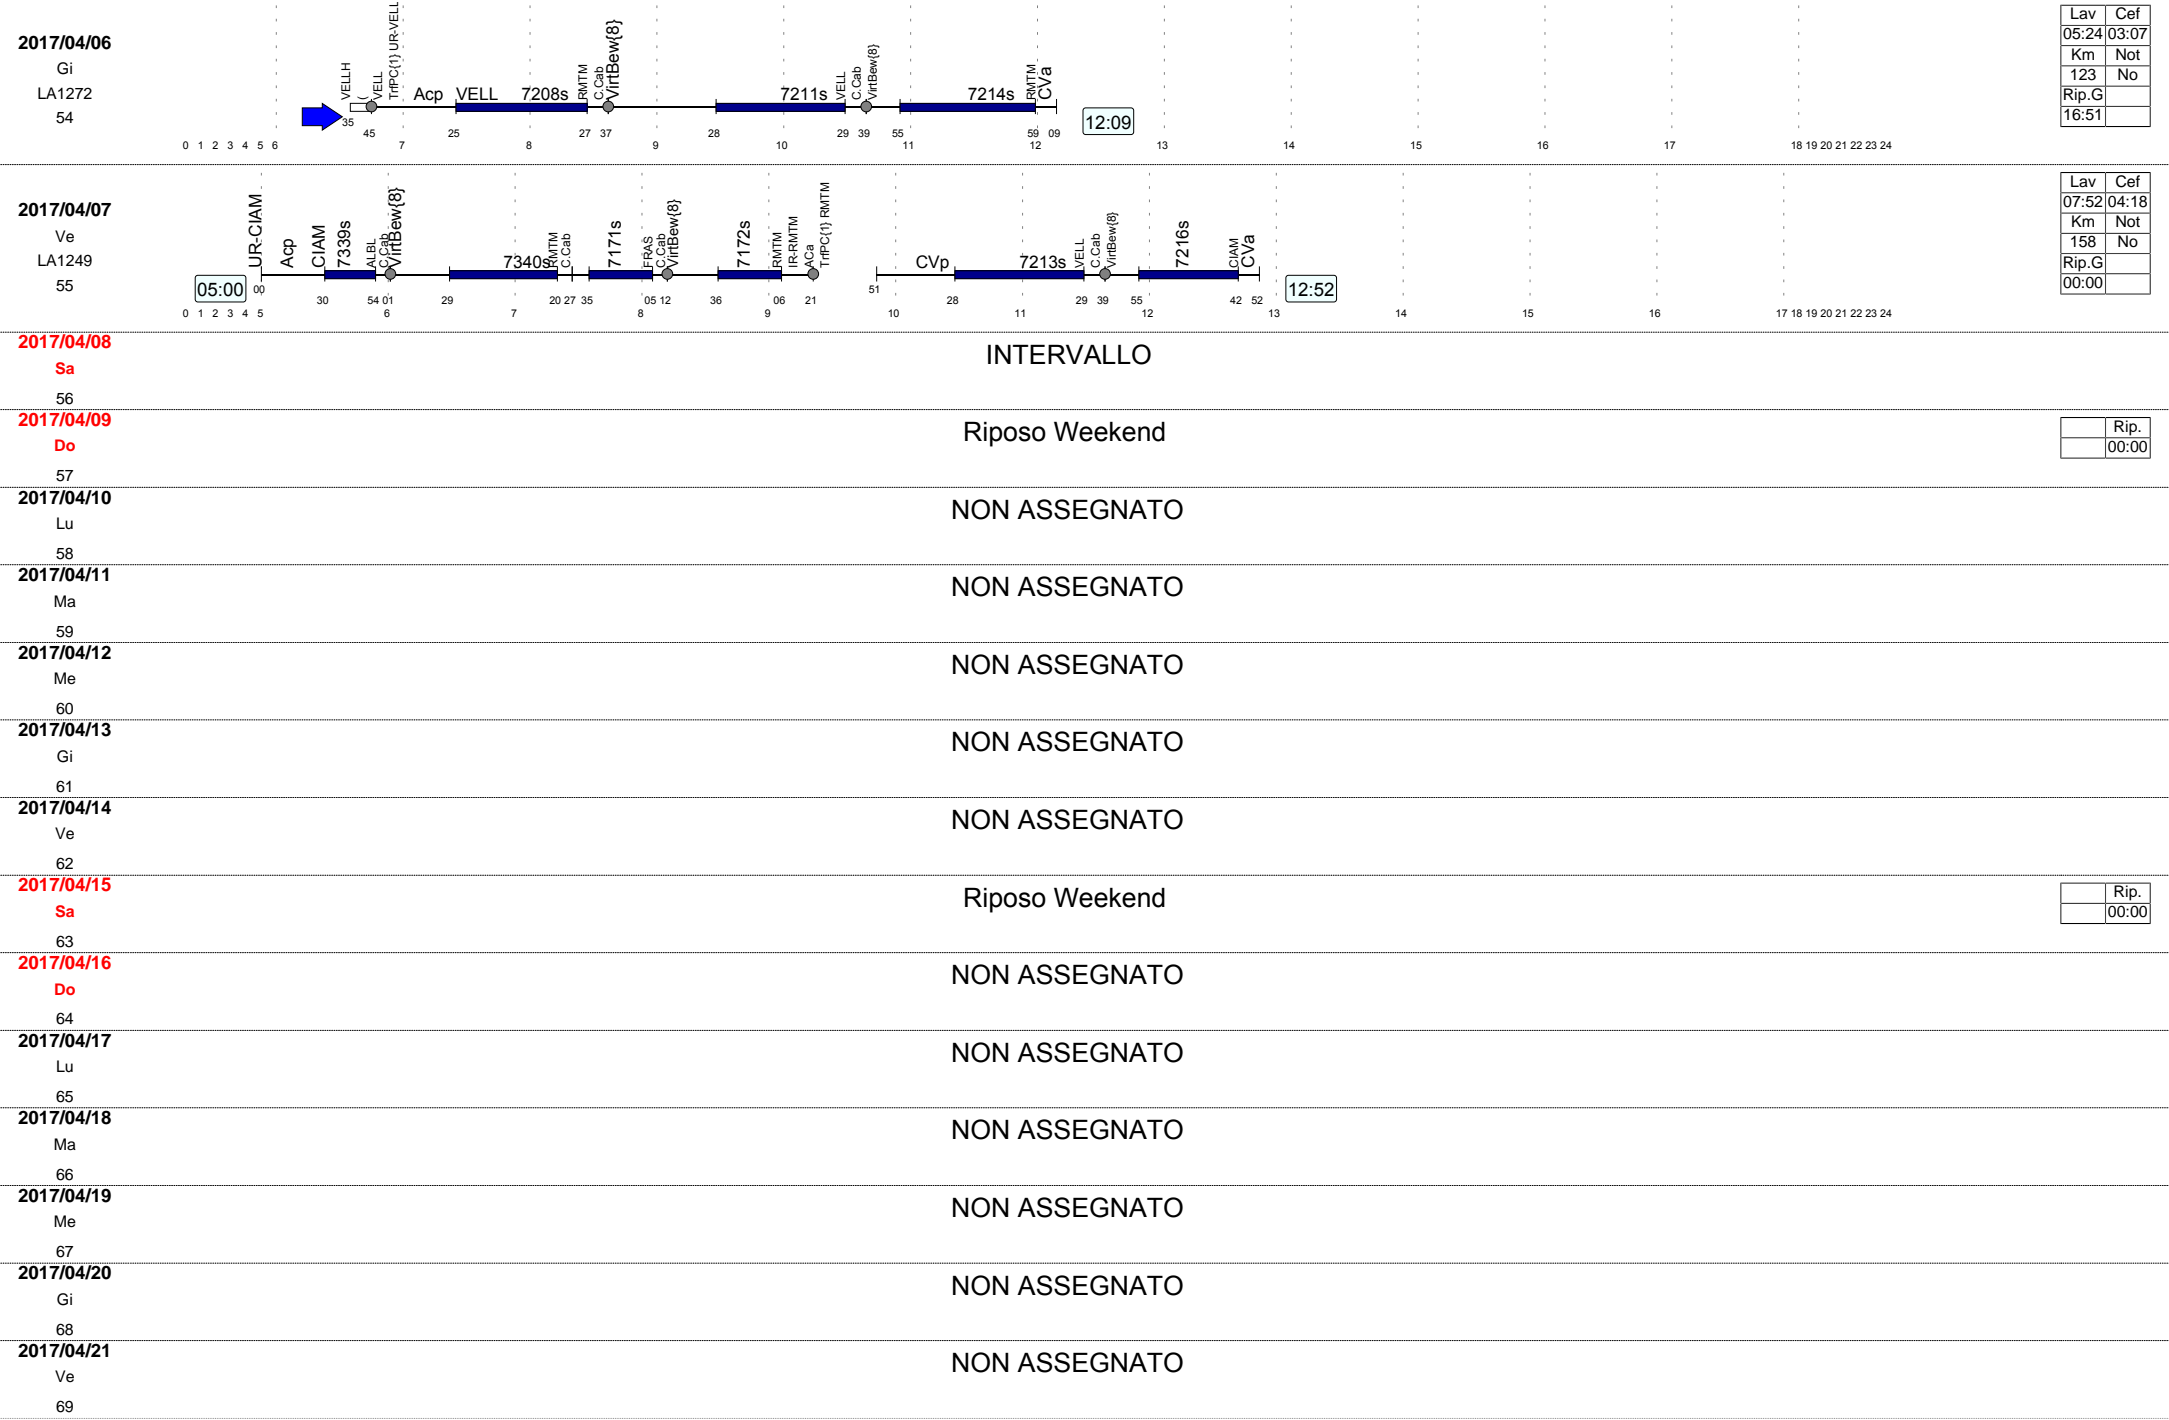 2017/04/06
Gi
LA1272
54
VELLH
(
VELL
TrfPC{1} UR-VELL
Acp
VELL
7208s
RMTM
C.Cab
VirtBew{8}
7211s
VELL
C.Cab
VirtBew{8}
7214s
RMTM
CVa
35 45 25 27 37 28 29 39 55 59 09
12:09
0 1 2 3 4 5 6 7 8 9 10 11 12 13 14 15 16 17 18 19 20 21 22 23 24
Lav Cef
05:24 03:07
Km Not
123 No
Rip.G
16:51
2017/04/07
Ve
LA1249
55
05:00
UR-CIAM
Acp
CIAM
7339s
ALBL
C.Cab
VirtBew{8}
7340s
RMTM
C.Cab
7171s
FRAS
C.Cab
VirtBew{8}
7172s
RMTM
IR-RMTM
ACa
TrfPC{1} RMTM
CVp
7213s
VELL
C.Cab
VirtBew{8}
7216s
CIAM
CVa
00 30 54 01 29 20 27 35 05 12 36 06 21 51 28 29 39 55 42 52
12:52
0 1 2 3 4 5 6 7 8 9 10 11 12 13 14 15 16 17 18 19 20 21 22 23 24
Lav Cef
07:52 04:18
Km Not
158 No
Rip.G
00:00
2017/04/08
Sa
56
INTERVALLO
2017/04/09
Do
57
Riposo Weekend
Rip.
00:00
2017/04/10
Lu
58
NON ASSEGNATO
2017/04/11
Ma
59
NON ASSEGNATO
2017/04/12
Me
60
NON ASSEGNATO
2017/04/13
Gi
61
NON ASSEGNATO
2017/04/14
Ve
62
NON ASSEGNATO
2017/04/15
Sa
63
Riposo Weekend
Rip.
00:00
2017/04/16
Do
64
NON ASSEGNATO
2017/04/17
Lu
65
NON ASSEGNATO
2017/04/18
Ma
66
NON ASSEGNATO
2017/04/19
Me
67
NON ASSEGNATO
2017/04/20
Gi
68
NON ASSEGNATO
2017/04/21
Ve
69
NON ASSEGNATO